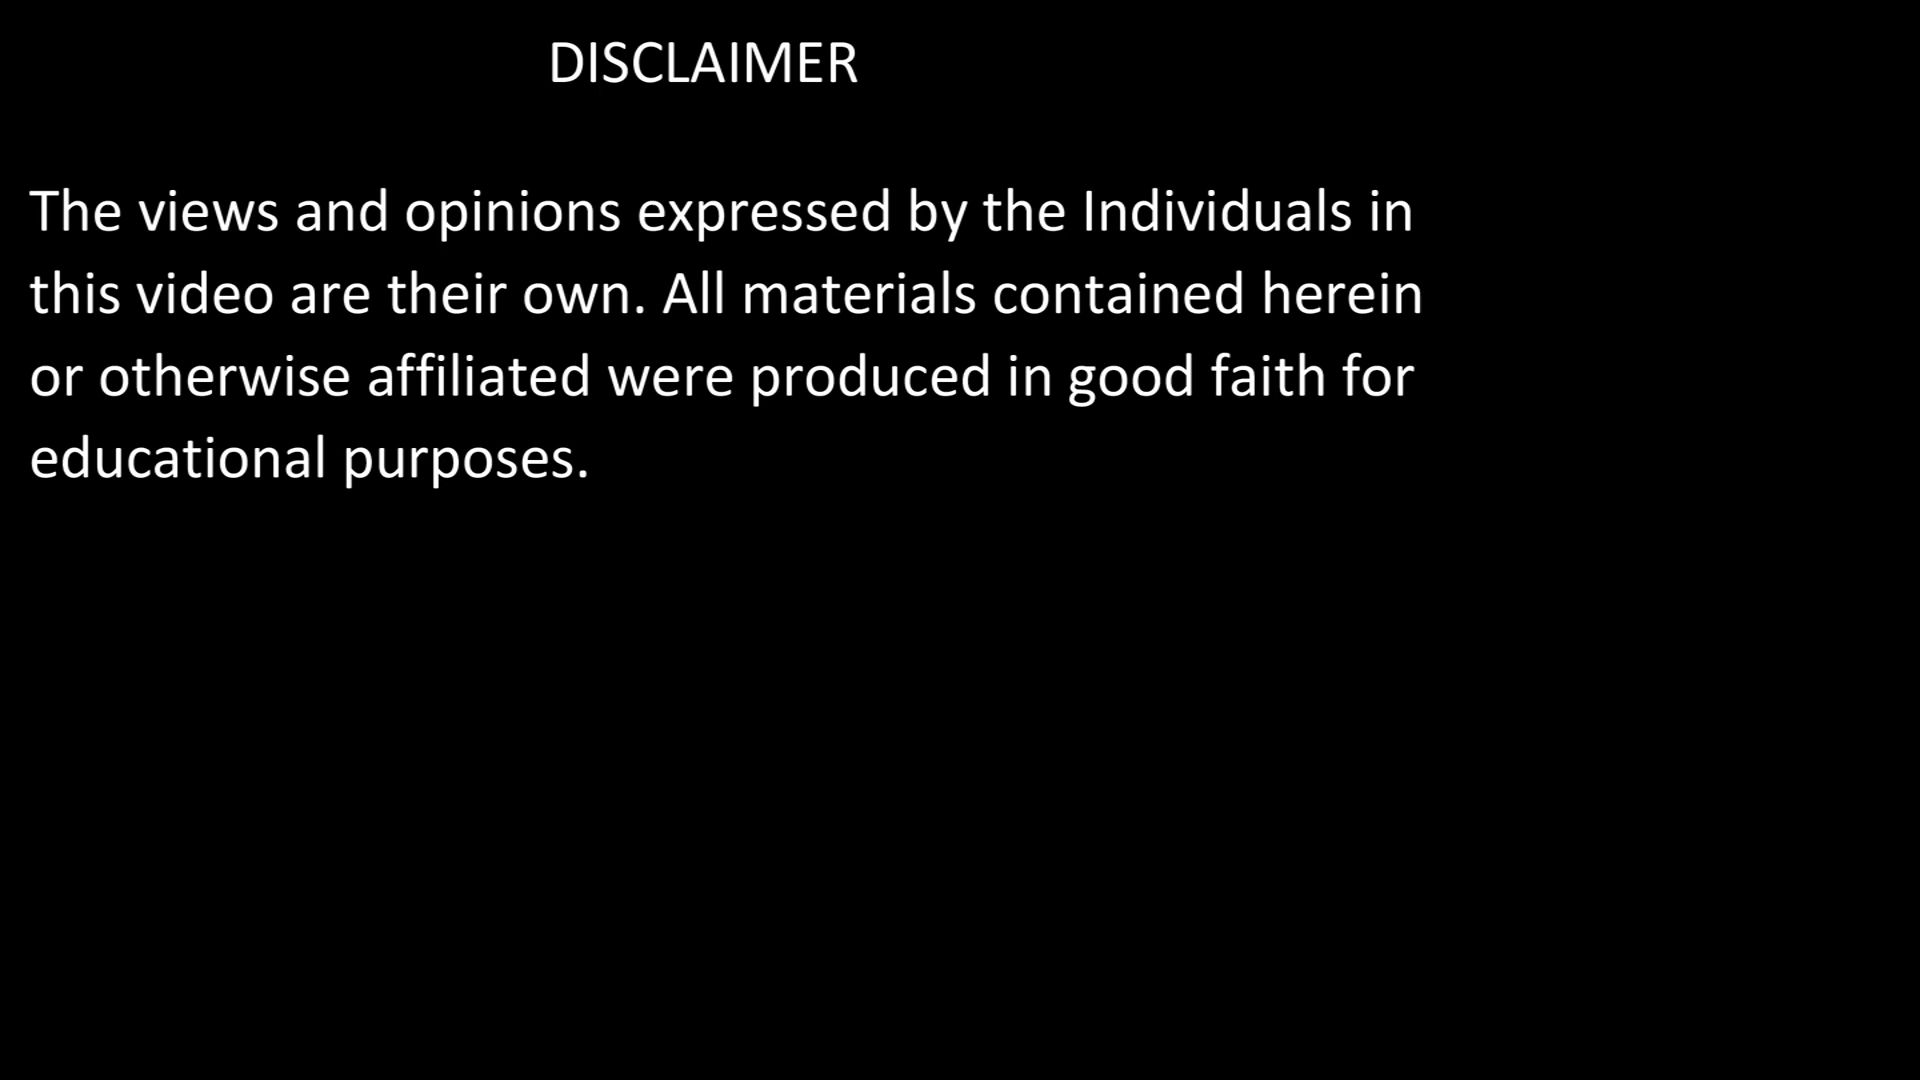 DISCLAIMER
The views and opinions expressed by the Individuals in
this video are their own. All materials contained herein
or otherwise affiliated were produced in good faith for
educational purposes.